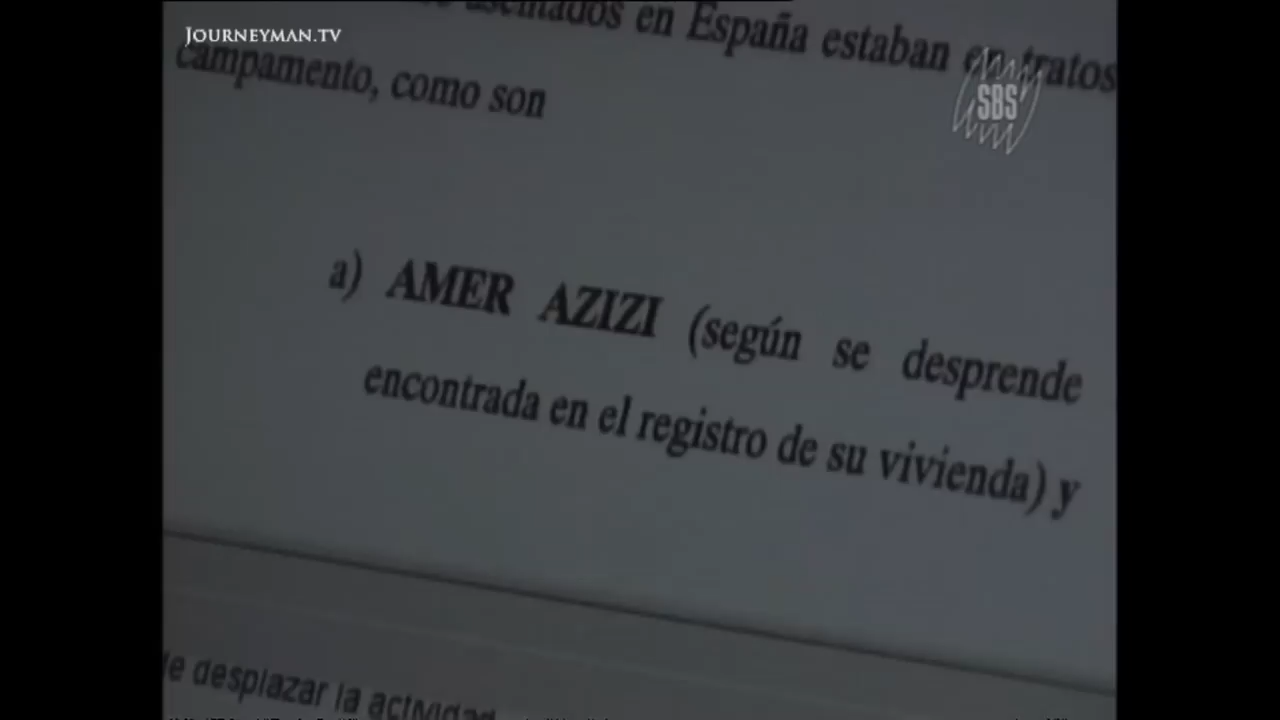 JOURNEYMAN.TV
asentados en España estaban en tratos
campamento, como son
SBS
a) AMER AZIZI (según se desprende
encontrada en el registro de su vivienda) y
desplazar la actividad